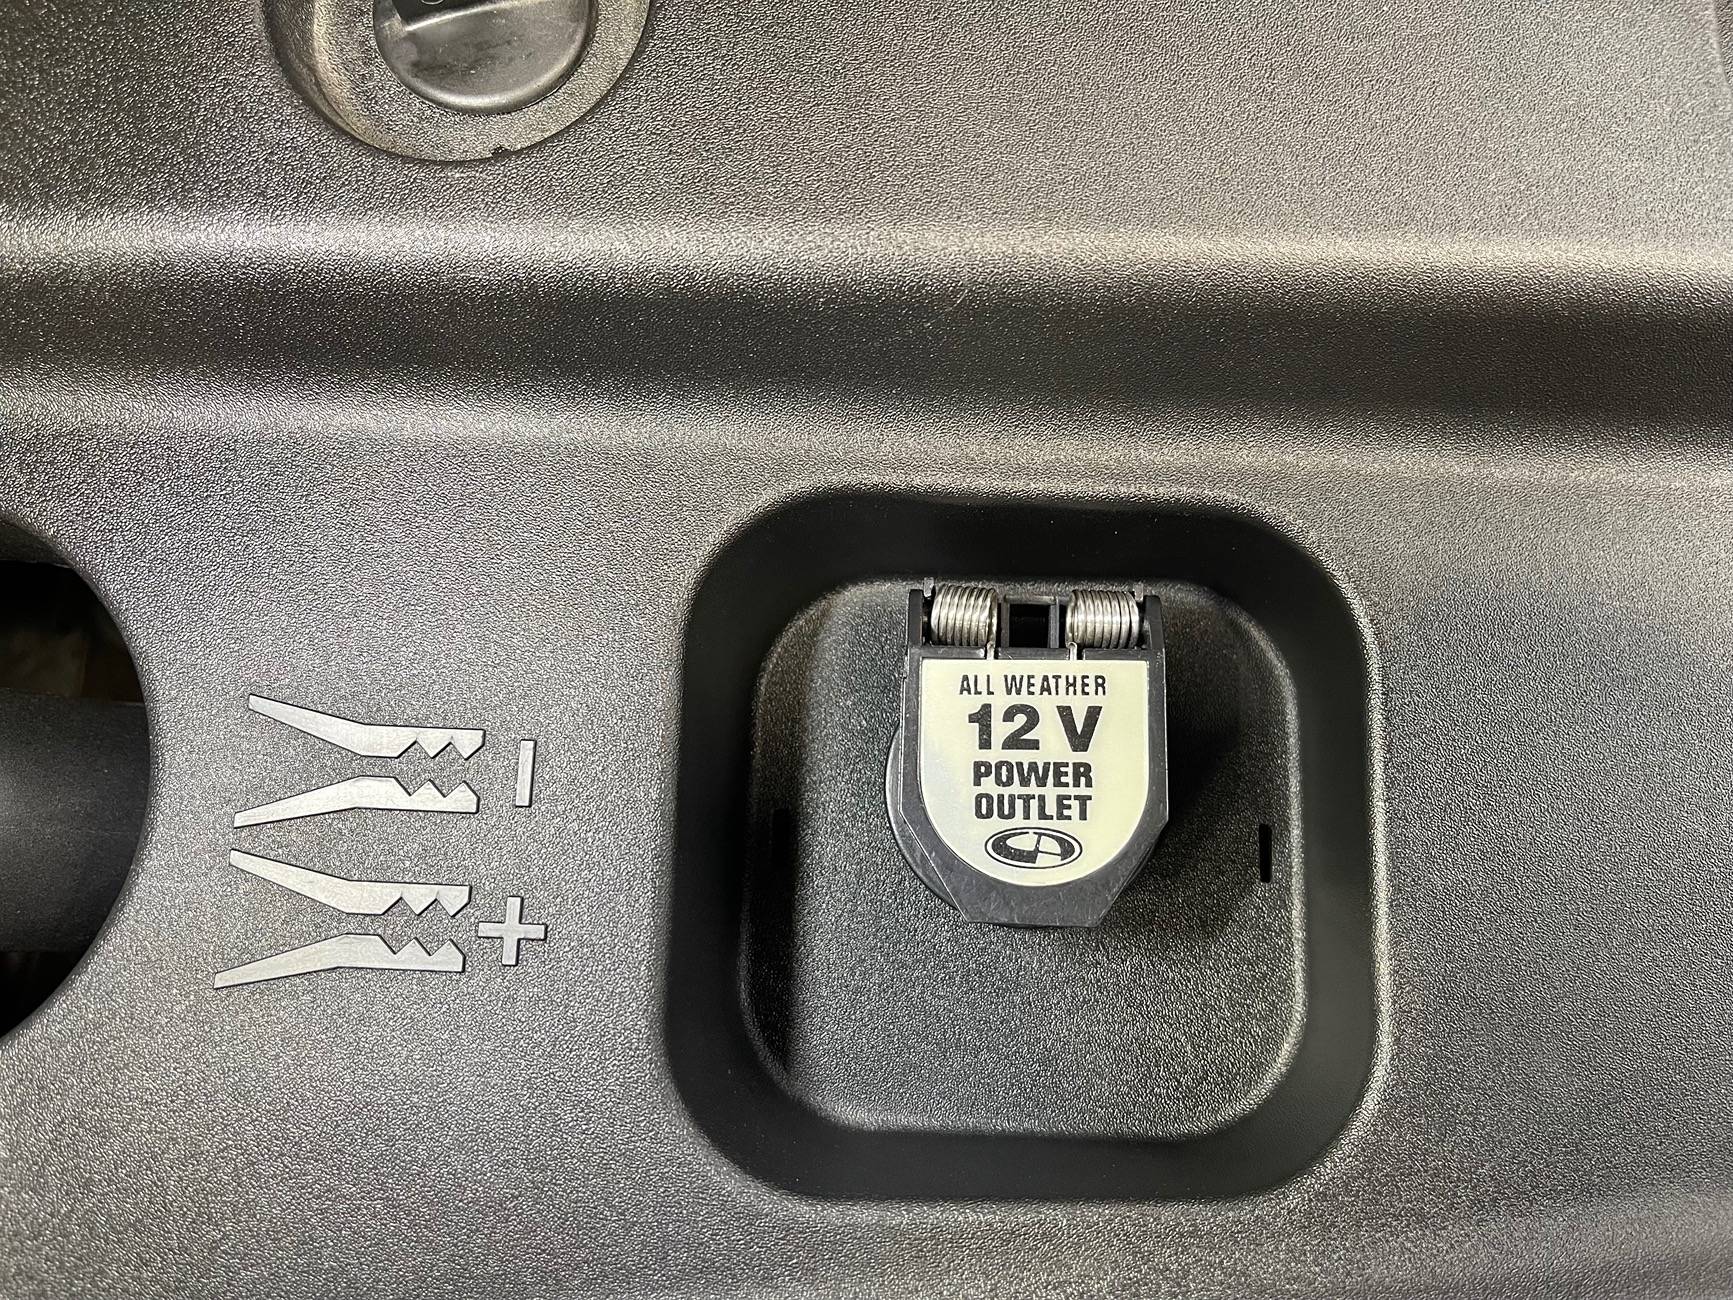 ALL WEATHER
12 V
POWER
OUTLET
-
+